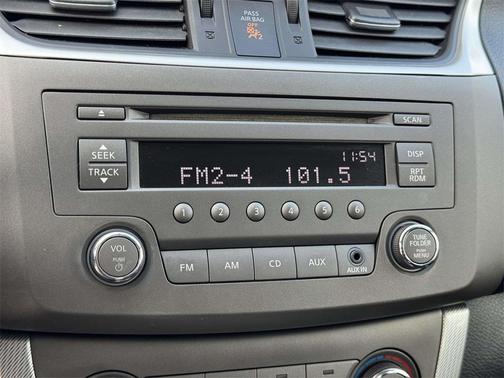 PASS
AIR BAG
OFF
2
SCAN
11:54
SEEK
TRACK
FM2-4 101.5
DISP
RPT
RDM
1 2 3 4 5 6
VOL
PUSH
TUNE
FOLDER
PUSH
MENU
FM AM CD AUX
AUX IN